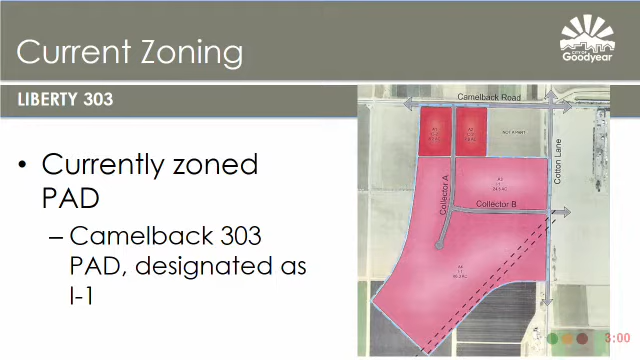 Current Zoning
CITY OF
Goodyear
LIBERTY 303
• Currently zoned
PAD
– Camelback 303
PAD, designated as
I-1
Camelback Road
NOT A PART
Cotton Lane
Collector A
Collector B
3:00